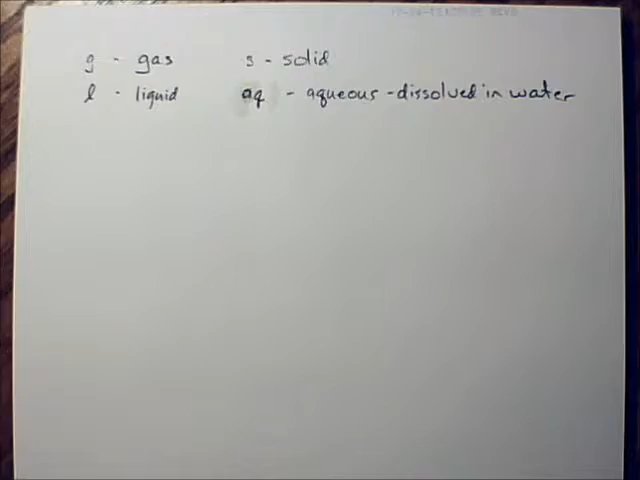 g - gas s - solid
l - liquid aq - aqueous - dissolved in water